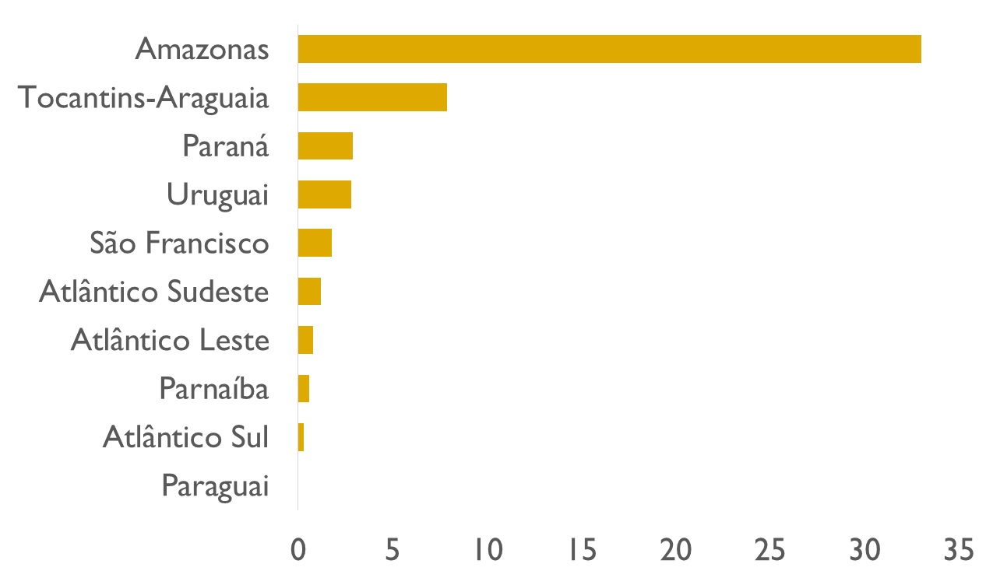 Amazonas
Tocantins-Araguaia
Paraná
Uruguai
São Francisco
Atlântico Sudeste
Atlântico Leste
Parnaíba
Atlântico Sul
Paraguai
0 5 10 15 20 25 30 35